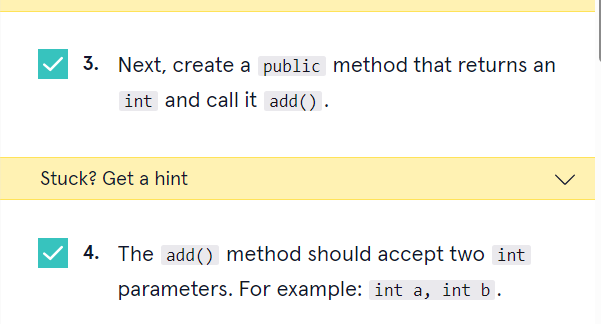 3. Next, create a public method that returns an
int and call it add() .
Stuck? Get a hint
4. The add() method should accept two int
parameters. For example: int a, int b .